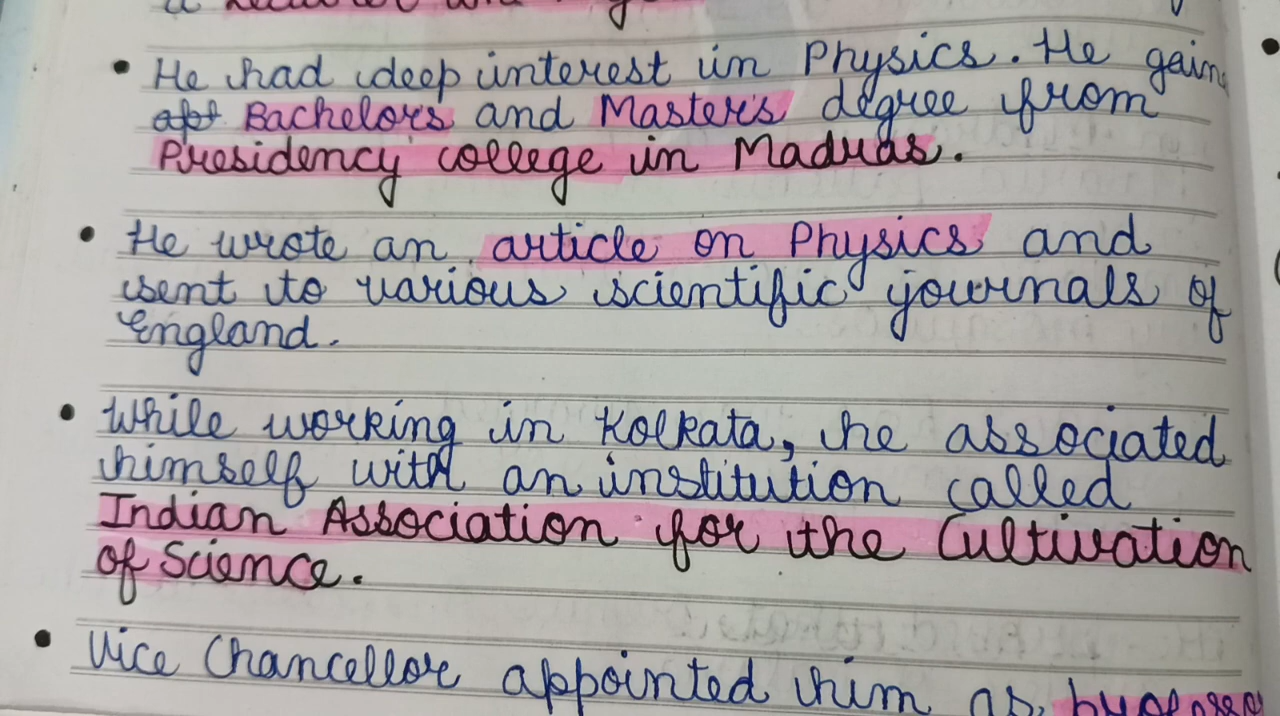 • He had deep interest in Physics. He gain
Bachelor's and Master's degree from
Presidency college in Madras.
• He wrote an article on Physics and
sent to various scientific journals of
England.
• While working in Kolkata, he associated
himself with an institution called
Indian Association for the Cultivation
of Science.
• Vice Chancellor appointed him as